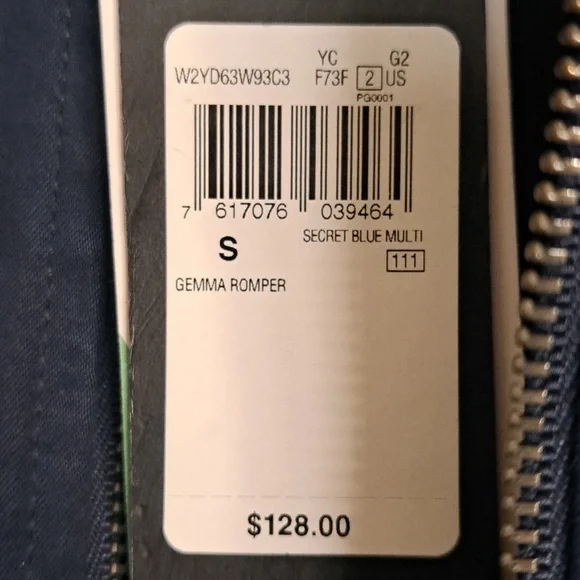 YC G2
W2YD63W93C3 F73F 2 US
PG0001
7 617076 039464
S SECRET BLUE MULTI
111
GEMMA ROMPER
$128.00